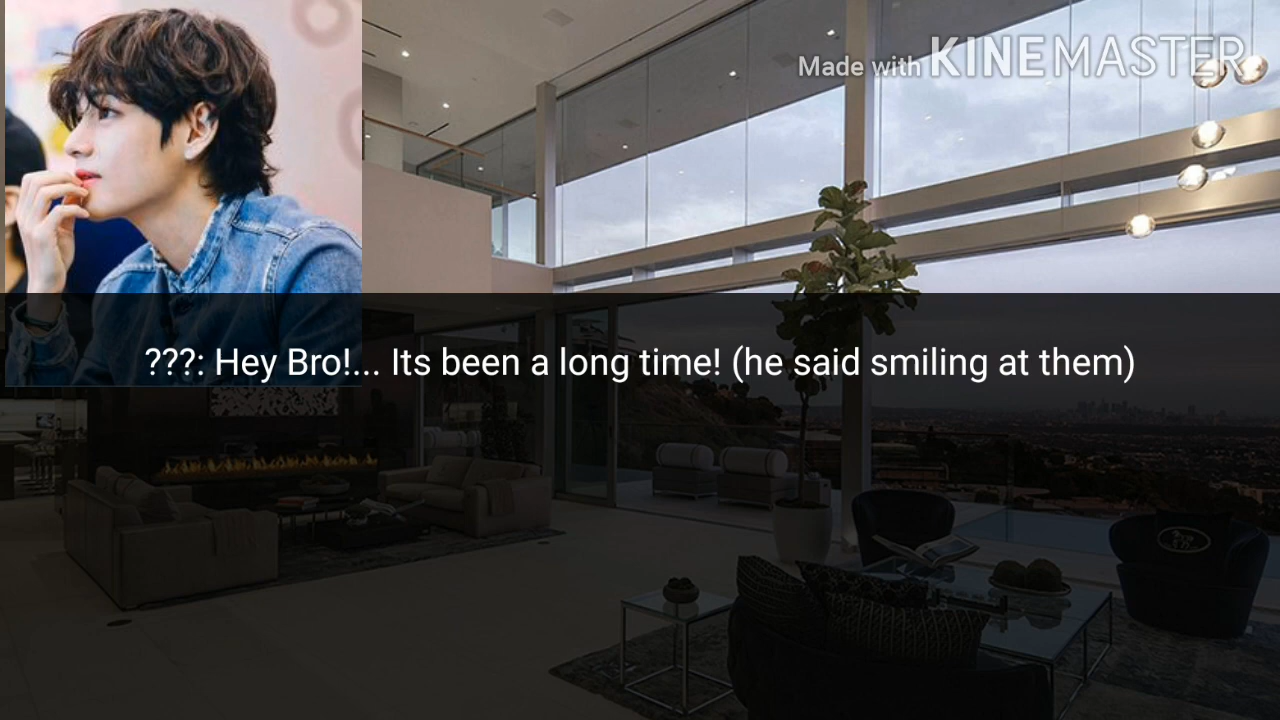 Made with KINEMASTER
???: Hey Bro!... Its been a long time! (he said smiling at them)